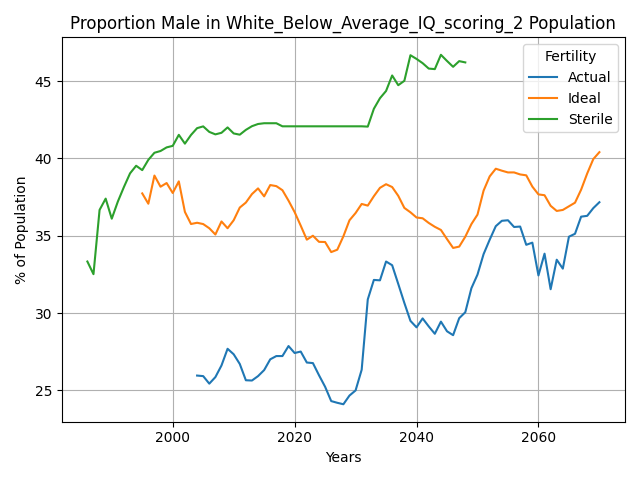 Proportion Male in White_Below_Average_IQ_scoring_2 Population
Fertility
Actual
Ideal
Sterile
% of Population
45
40
35
30
25
2000
2020
2040
2060
Years